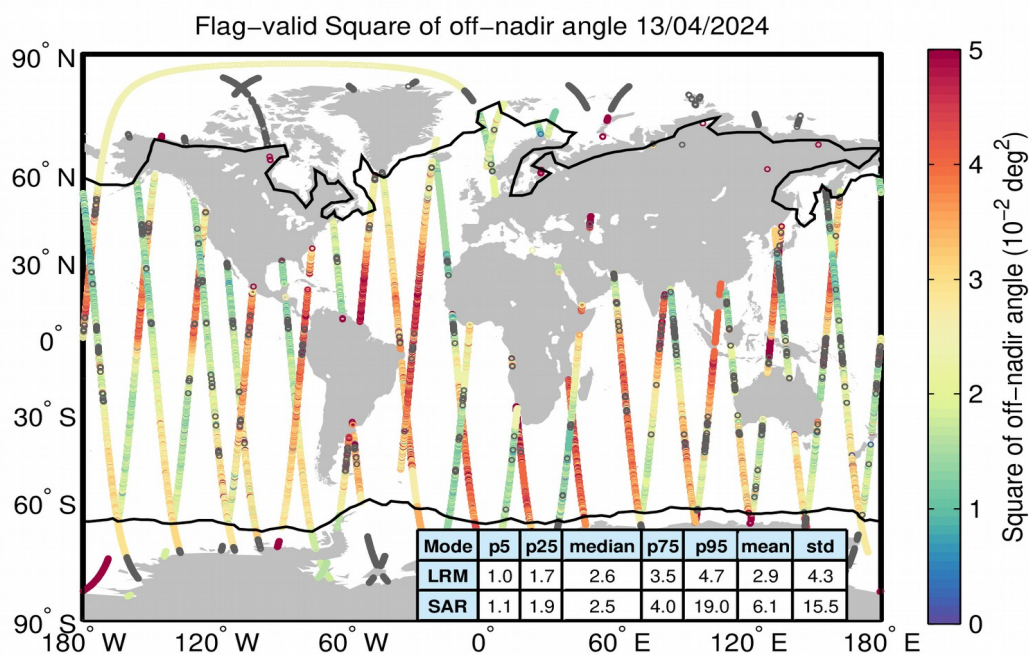 Flag−valid Square of off−nadir angle 13/04/2024
90° N
60° N
30° N
0°
30° S
60° S
90° S
180° W
120° W
60° W
0°
60° E
120° E
180° E
Mode p5 p25 median p75 p95 mean std
LRM 1.0 1.7 2.6 3.5 4.7 2.9 4.3
SAR 1.1 1.9 2.5 4.0 19.0 6.1 15.5
5
4
3
2
1
0
Square of off−nadir angle (10⁻² deg²)